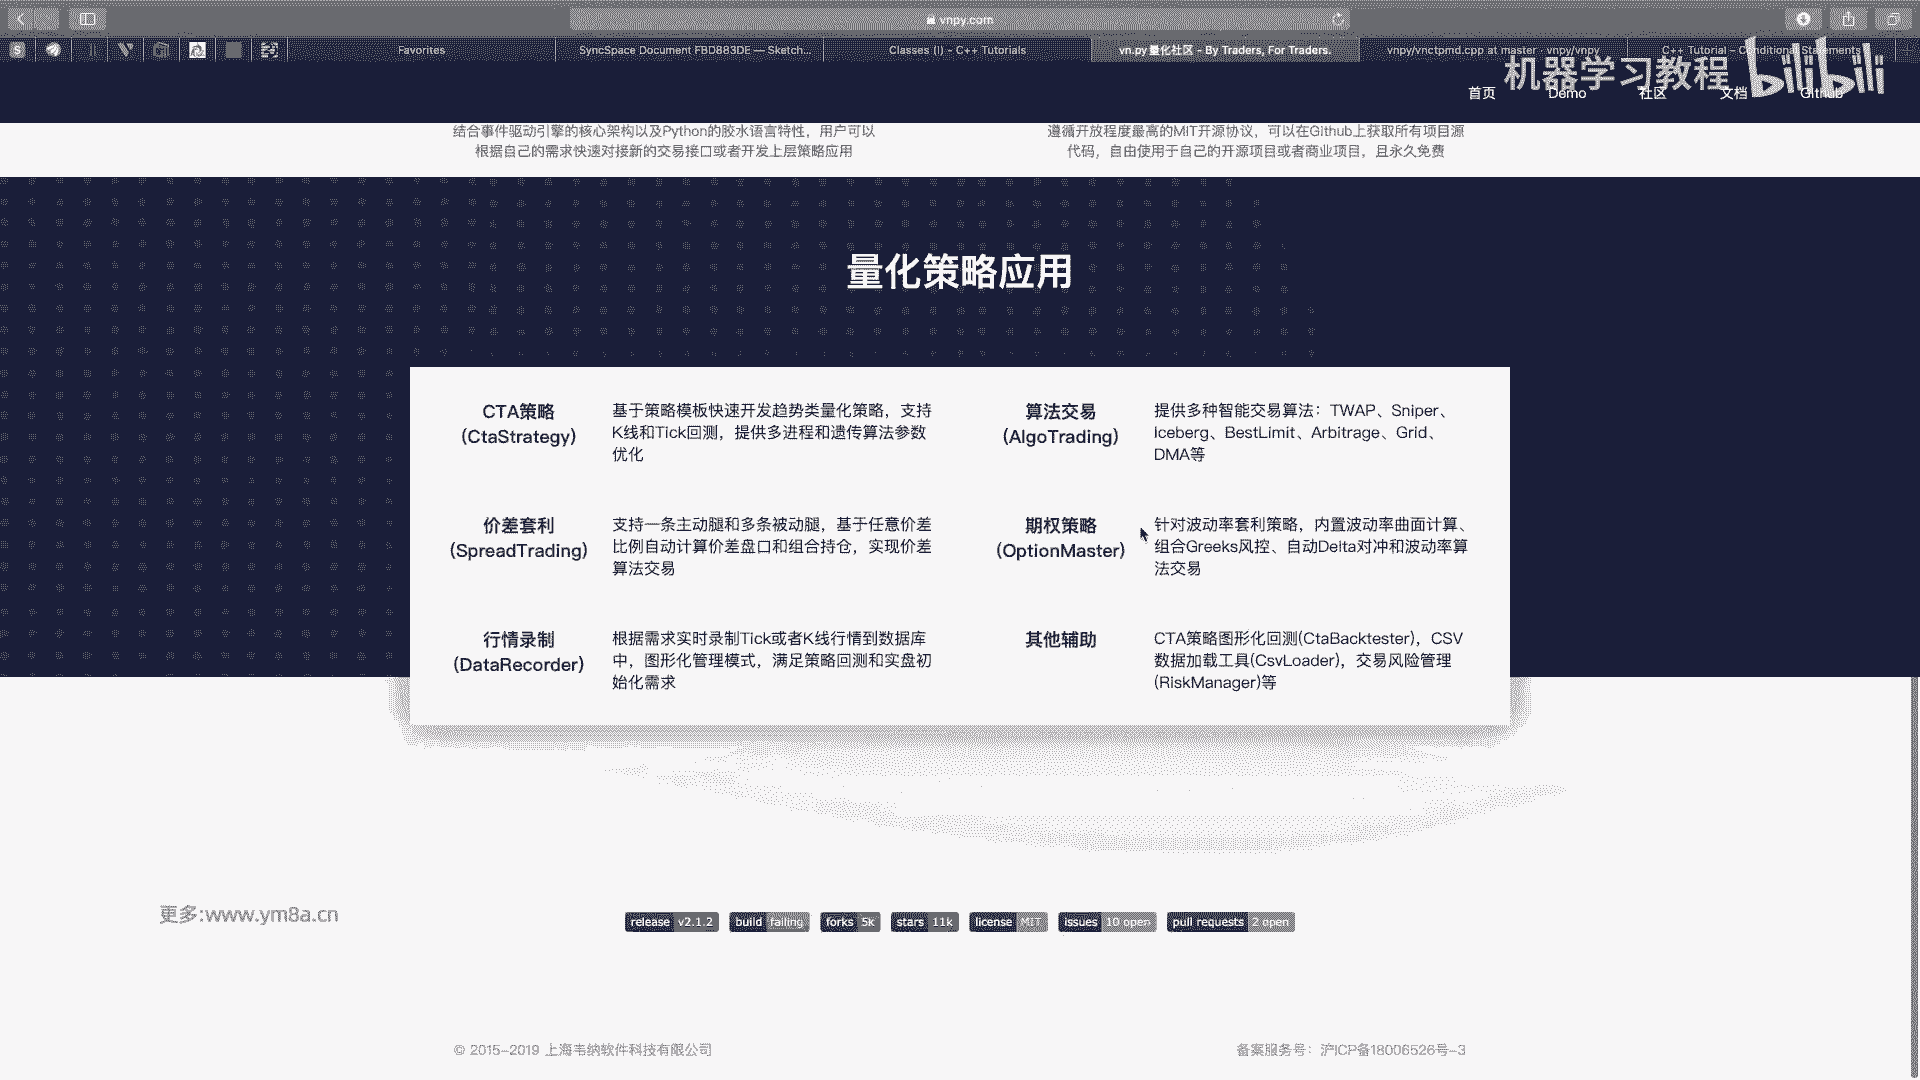 vnpy.com
Favorites
SyncSpace Document FBD883DE — Sketch...
Classes (I) - C++ Tutorials
vn.py量化社区 - By Traders, For Traders.
vnpy/vnctpmd.cpp at master · vnpy/vnpy
C++ Tutorial – Conditional Statements
机器学习教程 bilibili
首页
Demo
社区
文档
Github
结合事件驱动引擎的核心架构以及Python的胶水语言特性，用户可以
根据自己的需求快速对接新的交易接口或者开发上层策略应用
遵循开放程度最高的MIT开源协议，可以在Github上获取所有项目源
代码，自由使用于自己的开源项目或者商业项目，且永久免费
量化策略应用
CTA策略
(CtaStrategy)
基于策略模板快速开发趋势类量化策略，支持
K线和Tick回测，提供多进程和遗传算法参数
优化
算法交易
(AlgoTrading)
提供多种智能交易算法：TWAP、Sniper、
Iceberg、BestLimit、Arbitrage、Grid、
DMA等
价差套利
(SpreadTrading)
支持一条主动腿和多条被动腿，基于任意价差
比例自动计算价差盘口和组合持仓，实现价差
算法交易
期权策略
(OptionMaster)
针对波动率套利策略，内置波动率曲面计算、
组合Greeks风控、自动Delta对冲和波动率算
法交易
行情录制
(DataRecorder)
根据需求实时录制Tick或者K线行情到数据库
中，图形化管理模式，满足策略回测和实盘初
始化需求
其他辅助
CTA策略图形化回测(CtaBacktester)，CSV
数据加载工具(CsvLoader)，交易风险管理
(RiskManager)等
更多:www.ym8a.cn
release v2.1.2
build failing
forks 5k
stars 11k
license MIT
issues 10 open
pull requests 2 open
© 2015-2019 上海韦纳软件科技有限公司
备案服务号：沪ICP备18006526号-3